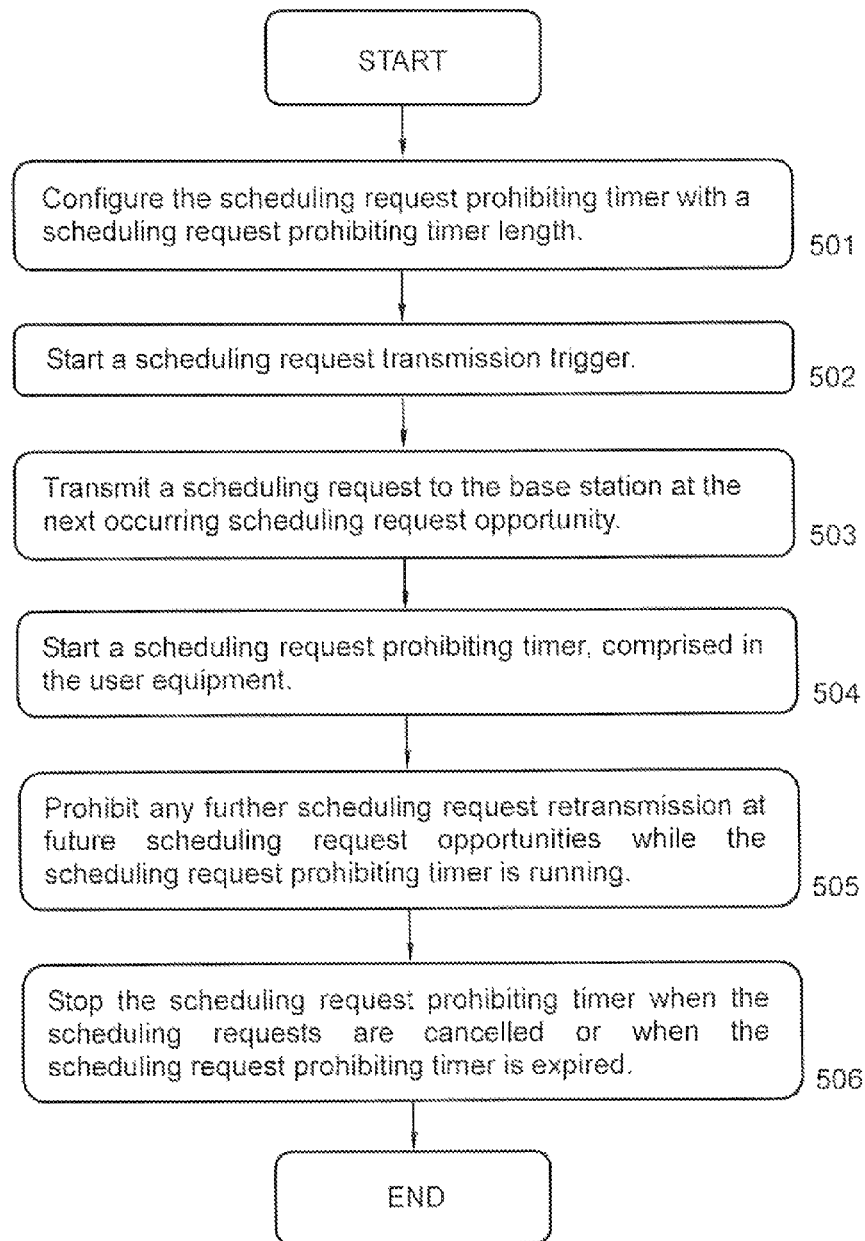 START
Configure the scheduling request prohibiting timer with a
scheduling request prohibiting timer length.
501
Start a scheduling request transmission trigger.
502
Transmit a scheduling request to the base station at the
next occurring scheduling request opportunity.
503
Start a scheduling request prohibiting timer, comprised in
the user equipment.
504
Prohibit any further scheduling request retransmission at
future scheduling request opportunities while the
scheduling request prohibiting timer is running.
505
Stop the scheduling request prohibiting timer when the
scheduling requests are cancelled or when the
scheduling request prohibiting timer is expired.
506
END